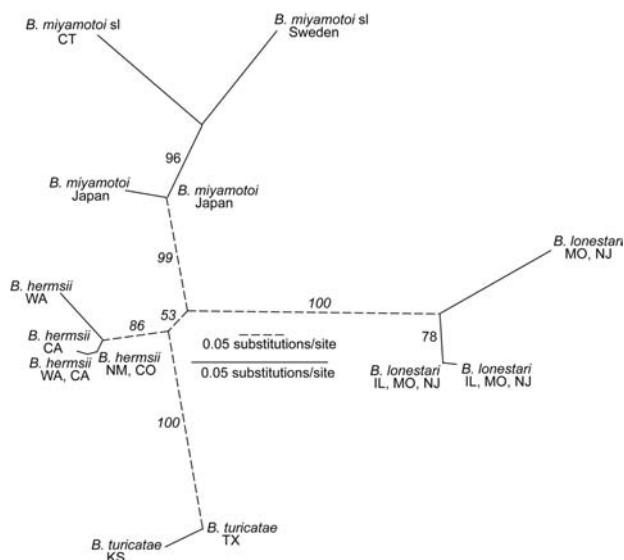 B. miyamotoi sl
CT
B. miyamotoi sl
Sweden
96
B. miyamotoi
Japan
B. miyamotoi
Japan
99
B. lonestari
MO, NJ
B. hermsii
WA
100
53
86
0.05 substitutions/site
78
B. hermsii
CA
B. hermsii
WA, CA
B. hermsii
NM, CO
0.05 substitutions/site
B. lonestari
IL, MO, NJ
B. lonestari
IL, MO, NJ
100
B. turicatae
TX
B. turicatae
KS